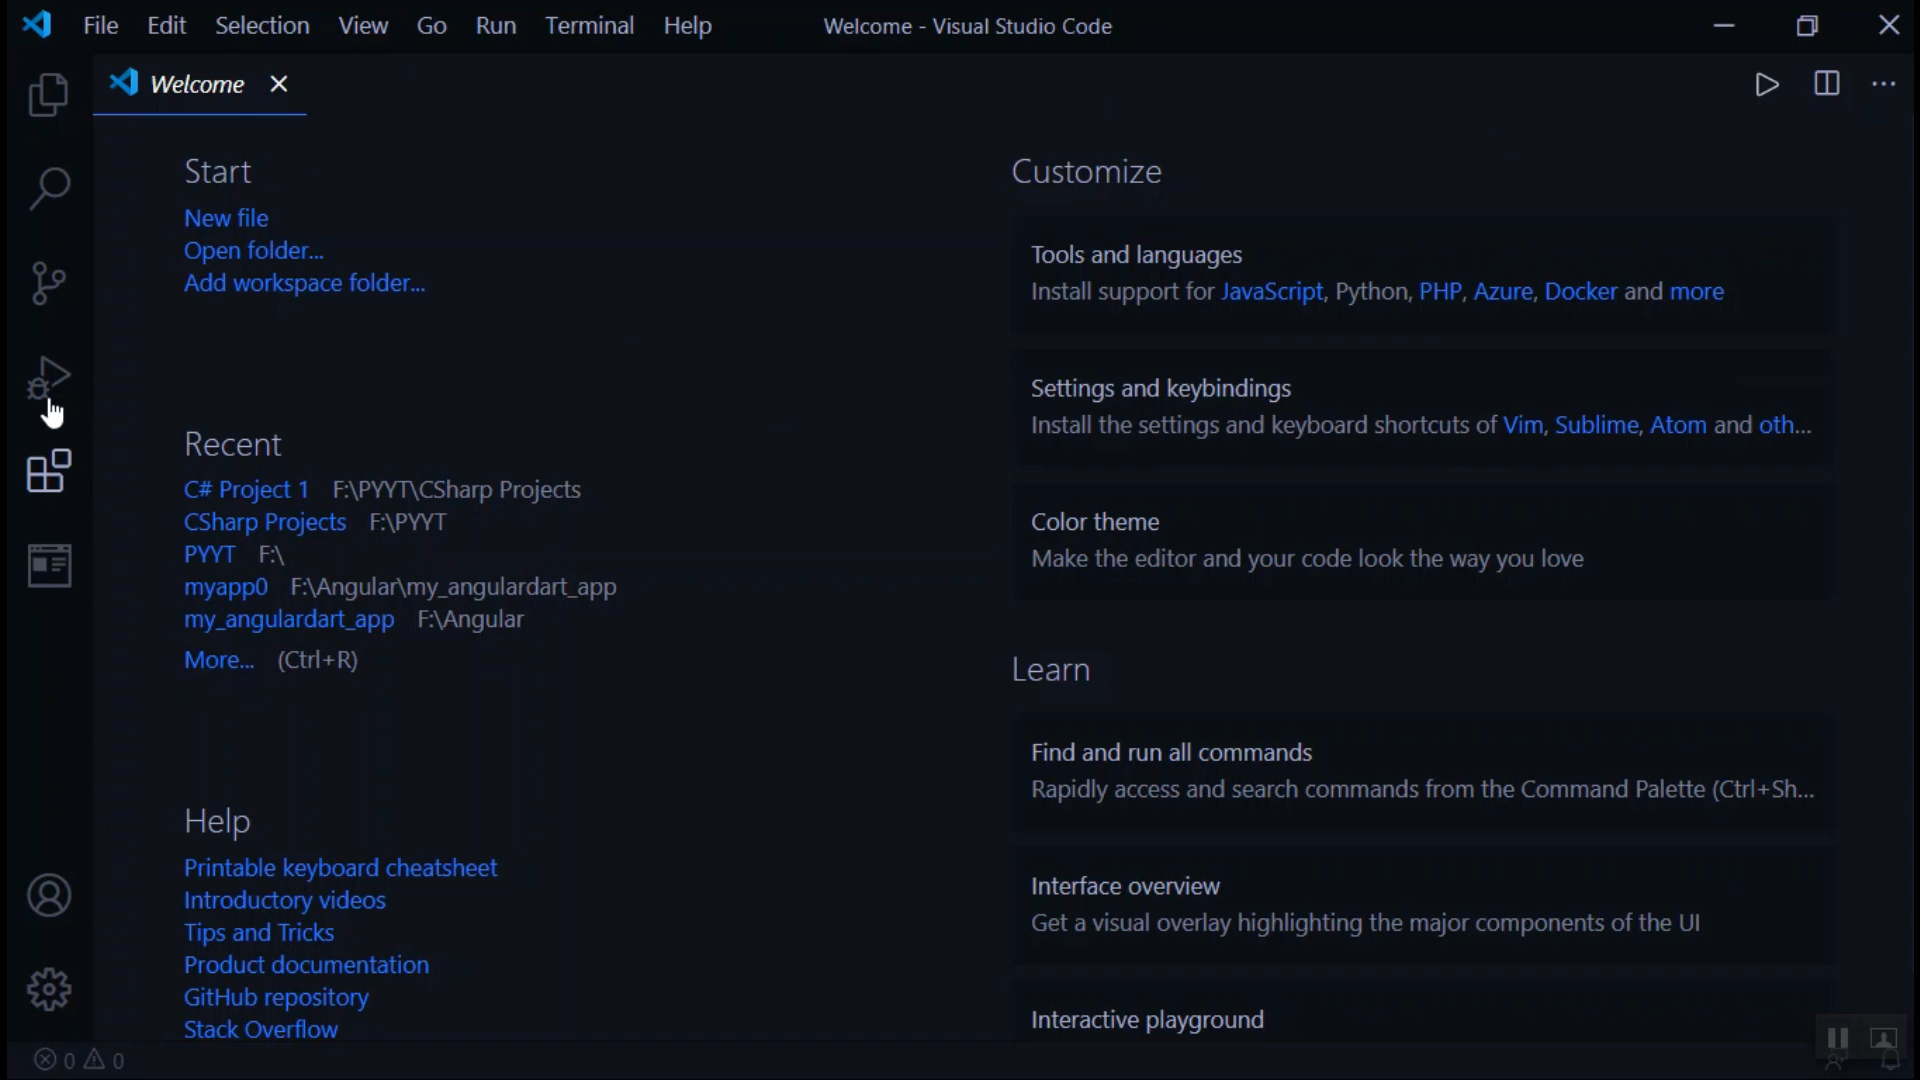 File Edit Selection View Go Run Terminal Help
Welcome - Visual Studio Code
Welcome
Start
New file
Open folder...
Add workspace folder...
Recent
C# Project 1 F:\PYYT\CSharp Projects
CSharp Projects F:\PYYT
PYYT F:\
myapp0 F:\Angular\my_angulardart_app
my_angulardart_app F:\Angular
More... (Ctrl+R)
Help
Printable keyboard cheatsheet
Introductory videos
Tips and Tricks
Product documentation
GitHub repository
Stack Overflow
Customize
Tools and languages
Install support for JavaScript, Python, PHP, Azure, Docker and more
Settings and keybindings
Install the settings and keyboard shortcuts of Vim, Sublime, Atom and oth...
Color theme
Make the editor and your code look the way you love
Learn
Find and run all commands
Rapidly access and search commands from the Command Palette (Ctrl+Sh...
Interface overview
Get a visual overlay highlighting the major components of the UI
Interactive playground
0 0